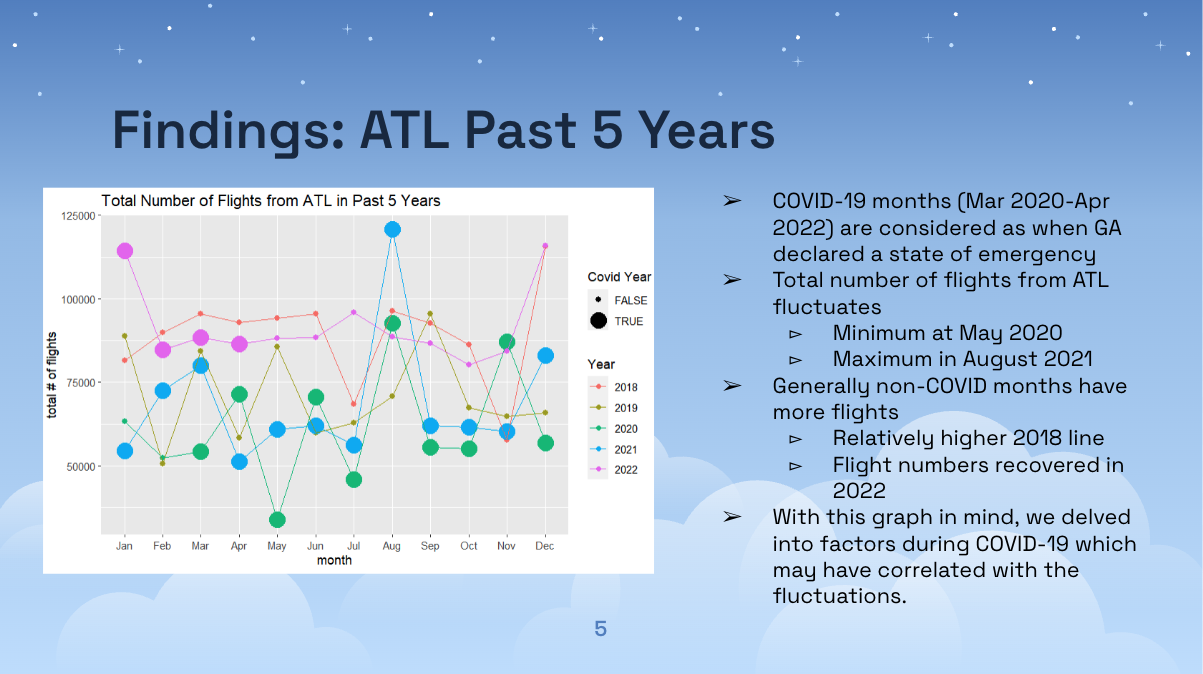 Findings: ATL Past 5 Years
Total Number of Flights from ATL in Past 5 Years
125000
100000
75000
50000
total # of flights
Jan Feb Mar Apr May Jun Jul Aug Sep Oct Nov Dec
month
Covid Year
FALSE
TRUE
Year
2018
2019
2020
2021
2022
➢ COVID-19 months (Mar 2020-Apr
2022) are considered as when GA
declared a state of emergency
➢ Total number of flights from ATL
fluctuates
▻ Minimum at May 2020
▻ Maximum in August 2021
➢ Generally non-COVID months have
more flights
▻ Relatively higher 2018 line
▻ Flight numbers recovered in
2022
➢ With this graph in mind, we delved
into factors during COVID-19 which
may have correlated with the
fluctuations.
5